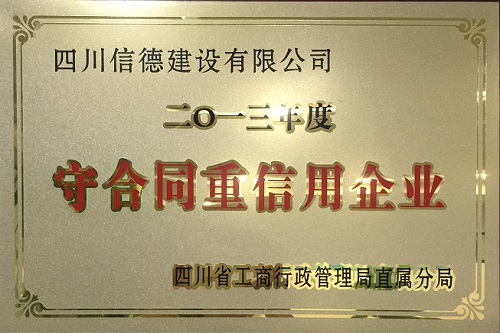 四川信德建设有限公司
二〇一三年度
守合同重信用企业
四川省工商行政管理局直属分局